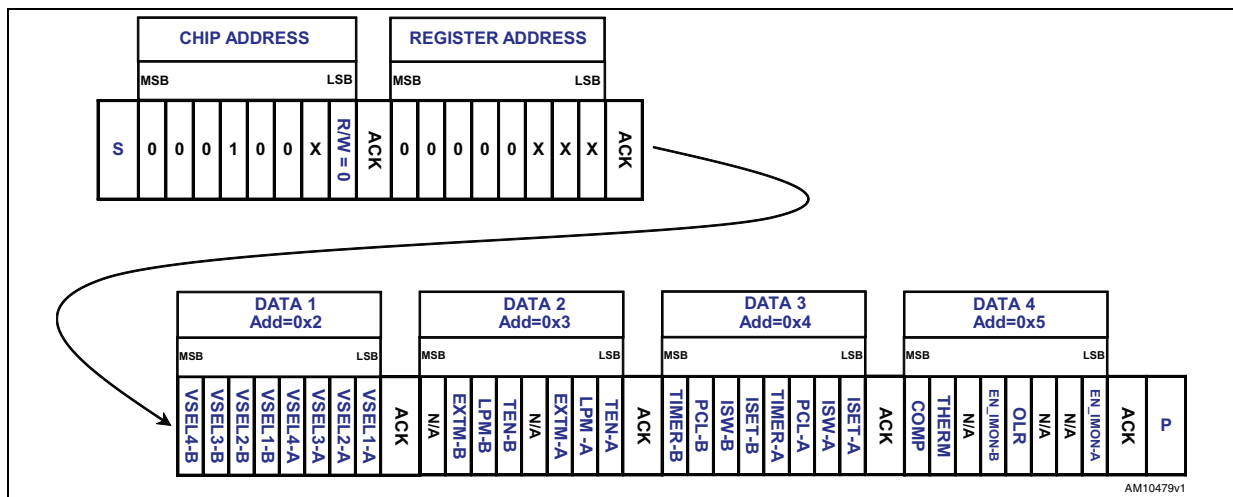 CHIP ADDRESS REGISTER ADDRESS
MSB LSB MSB LSB
S 0 0 0 1 0 0 X R/W = 0 ACK 0 0 0 0 0 X X X ACK
DATA 1 DATA 2 DATA 3 DATA 4
Add=0x2 Add=0x3 Add=0x4 Add=0x5
MSB LSB MSB LSB MSB LSB MSB LSB
VSEL4-B VSEL3-B VSEL2-B VSEL1-B VSEL4-A VSEL3-A VSEL2-A VSEL1-A ACK N/A EXTM-B LPM-B TEN-B N/A EXTM-A LPM -A TEN-A ACK TIMER-B PCL-B ISW-B ISET-B TIMER-A PCL-A ISW-A ISET-A ACK COMP THERM N/A EN_IMON-B OLR N/A N/A EN_IMON-A ACK P
AM10479v1